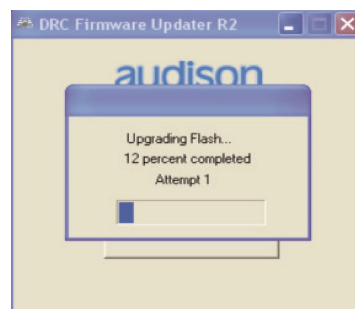 DRC Firmware Updater R2
audison
Upgrading Flash...
12 percent completed
Attempt 1